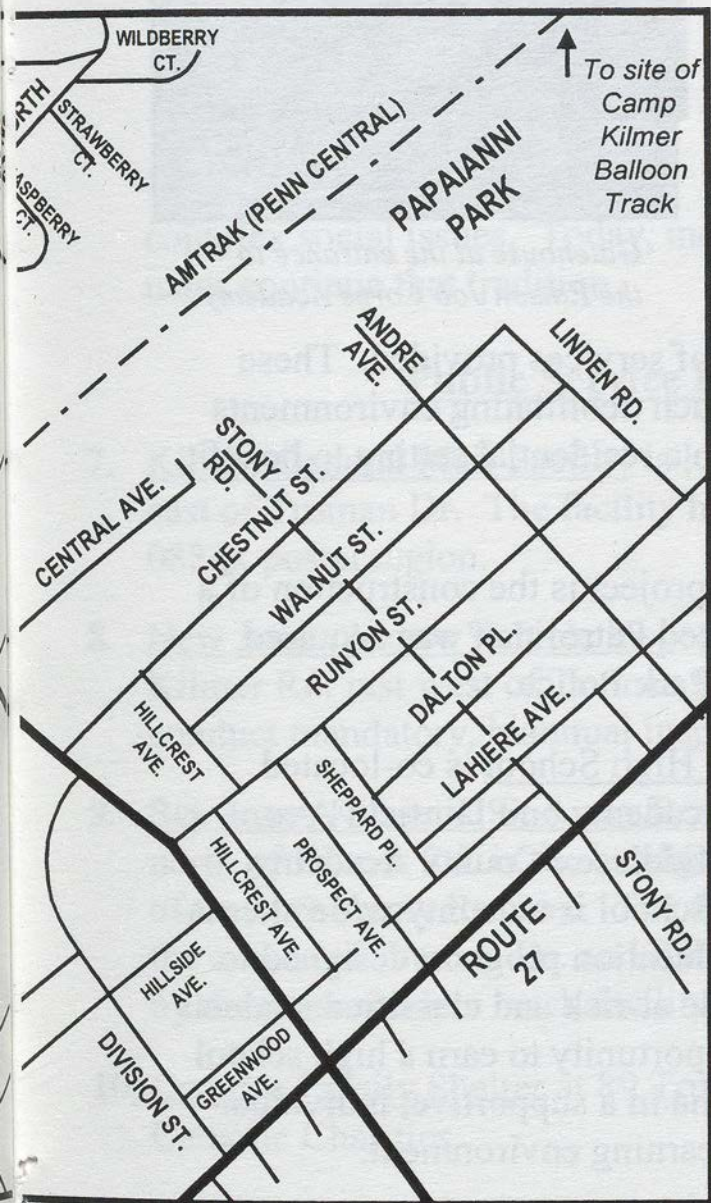 WILDBERRY
CT.
To site of
Camp
Kilmer
Balloon
Track
STRAWBERRY
CT.
CT.
AMTRAK (PENN CENTRAL)
PAPAIANNI
PARK
ANDRE
AVE.
LINDEN RD.
STONY
RD.
CENTRAL AVE.
CHESTNUT ST.
WALNUT ST.
RUNYON ST.
DALTON PL.
LAHIERE AVE.
HILLCREST
AVE.
SHEPPARD PL.
PROSPECT AVE.
HILLCREST AVE.
STONY RD.
ROUTE
27
HILLSIDE
AVE.
GREENWOOD
AVE.
DIVISION ST.